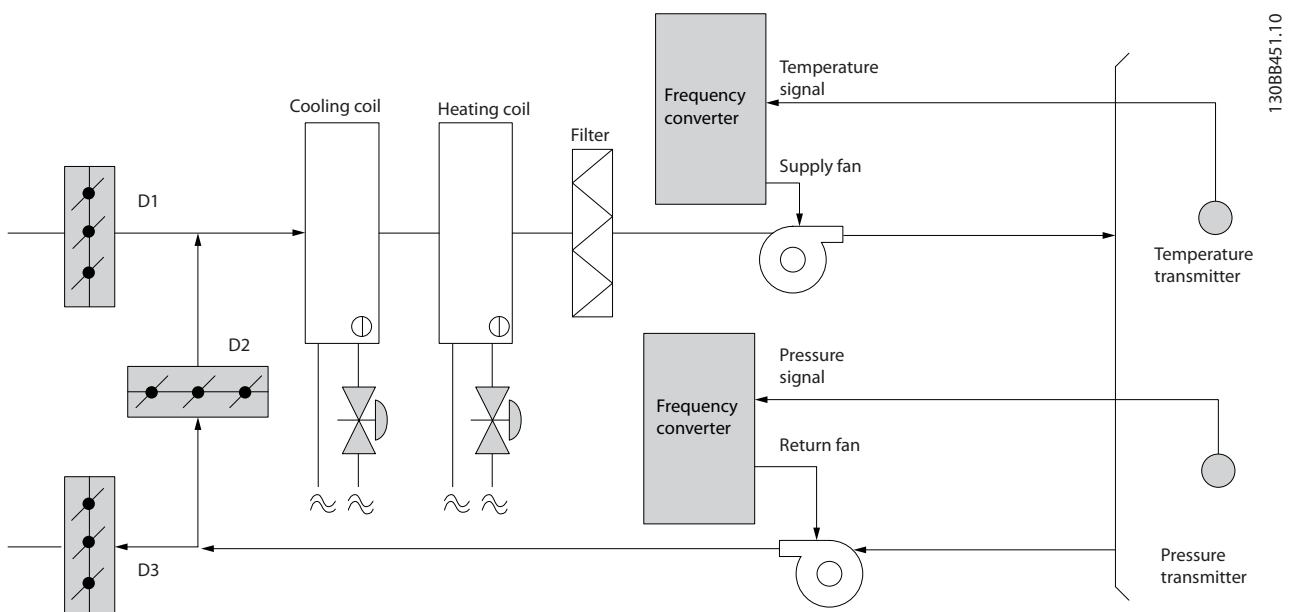 130BB451.10
Temperature
signal
Frequency
converter
Cooling coil
Heating coil
Filter
Supply fan
D1
Temperature
transmitter
D2
Pressure
signal
Frequency
converter
Return fan
D3
Pressure
transmitter